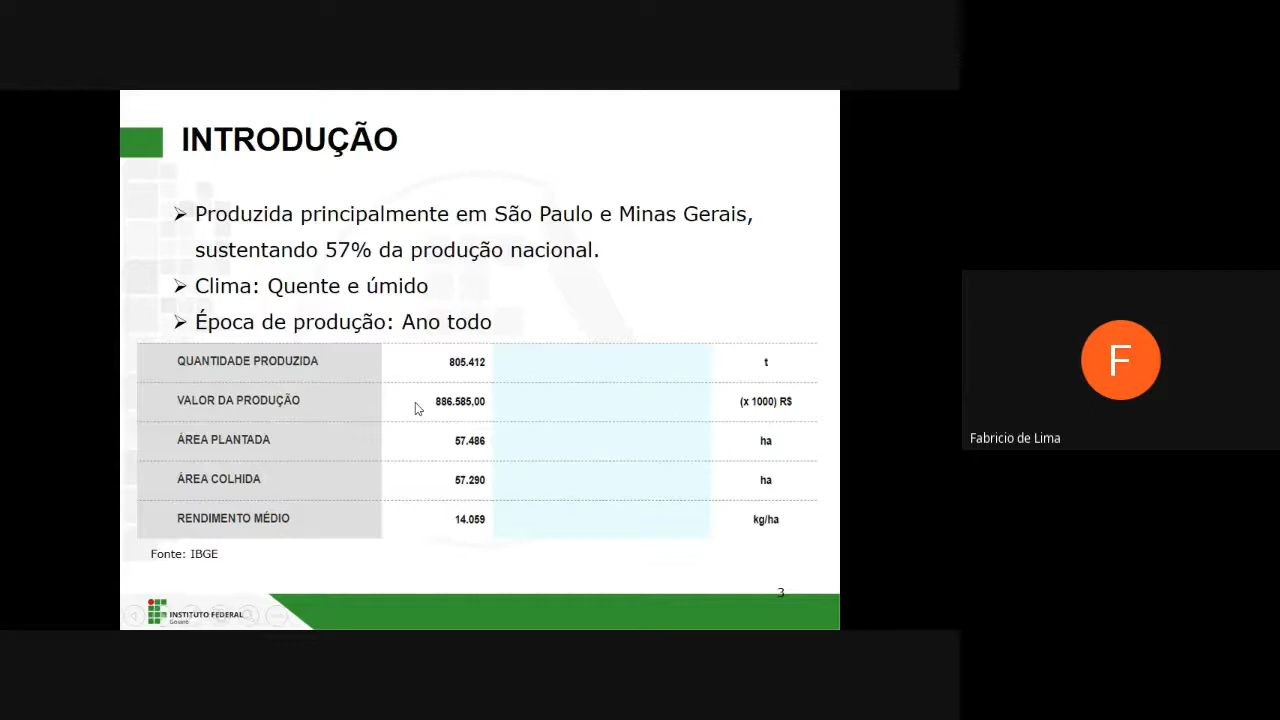 INTRODUÇÃO
Produzida principalmente em São Paulo e Minas Gerais,
sustentando 57% da produção nacional.
Clima: Quente e úmido
Época de produção: Ano todo
QUANTIDADE PRODUZIDA 805.412 t
VALOR DA PRODUÇÃO 886.585,00 (x 1000) R$
ÁREA PLANTADA 57.486 ha
ÁREA COLHIDA 57.290 ha
RENDIMENTO MÉDIO 14.059 kg/ha
Fonte: IBGE
3
INSTITUTO FEDERAL
Goiano
F
Fabricio de Lima